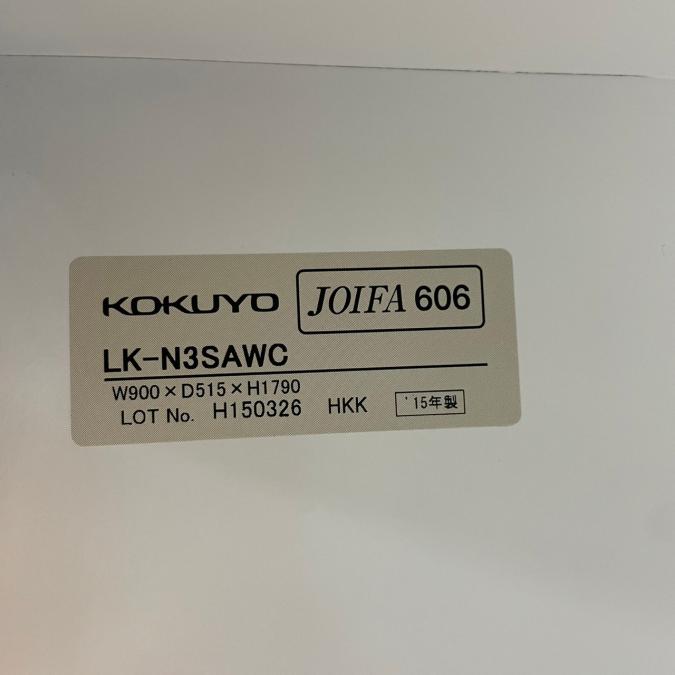 KOKUYO JOIFA 606
LK-N3SAWC
W900×D515×H1790
LOT No. H150326 HKK '15年製